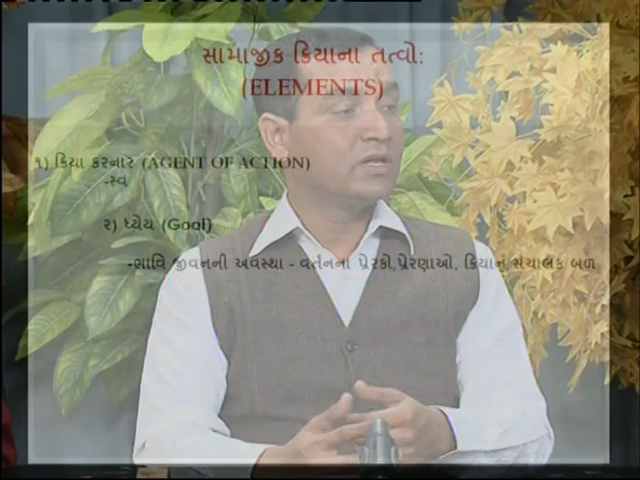 સામાજીક ક્રિયાના તત્વો:
(ELEMENTS)
૧) ક્રિયા કરનાર (AGENT OF ACTION)
-સ્વ
૨) ધ્યેય (Goal)
-ભાવિ જીવનની અવસ્થા - વર્તનના પ્રેરકો,પ્રેરણાઓ, ક્રિયાનું સંચાલક બળ